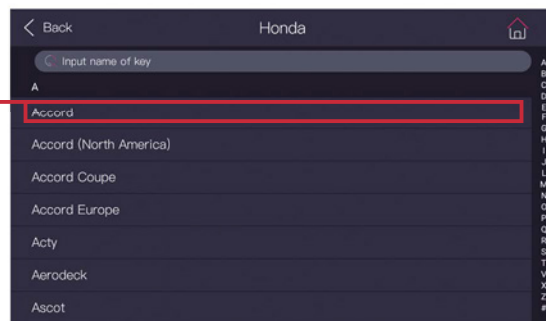 Back
Honda
Input name of key
A
Accord
Accord (North America)
Accord Coupe
Accord Europe
Acty
Aerodeck
Ascot
A
B
C
D
E
F
G
H
I
J
L
M
N
O
P
Q
R
S
T
V
X
Z
#